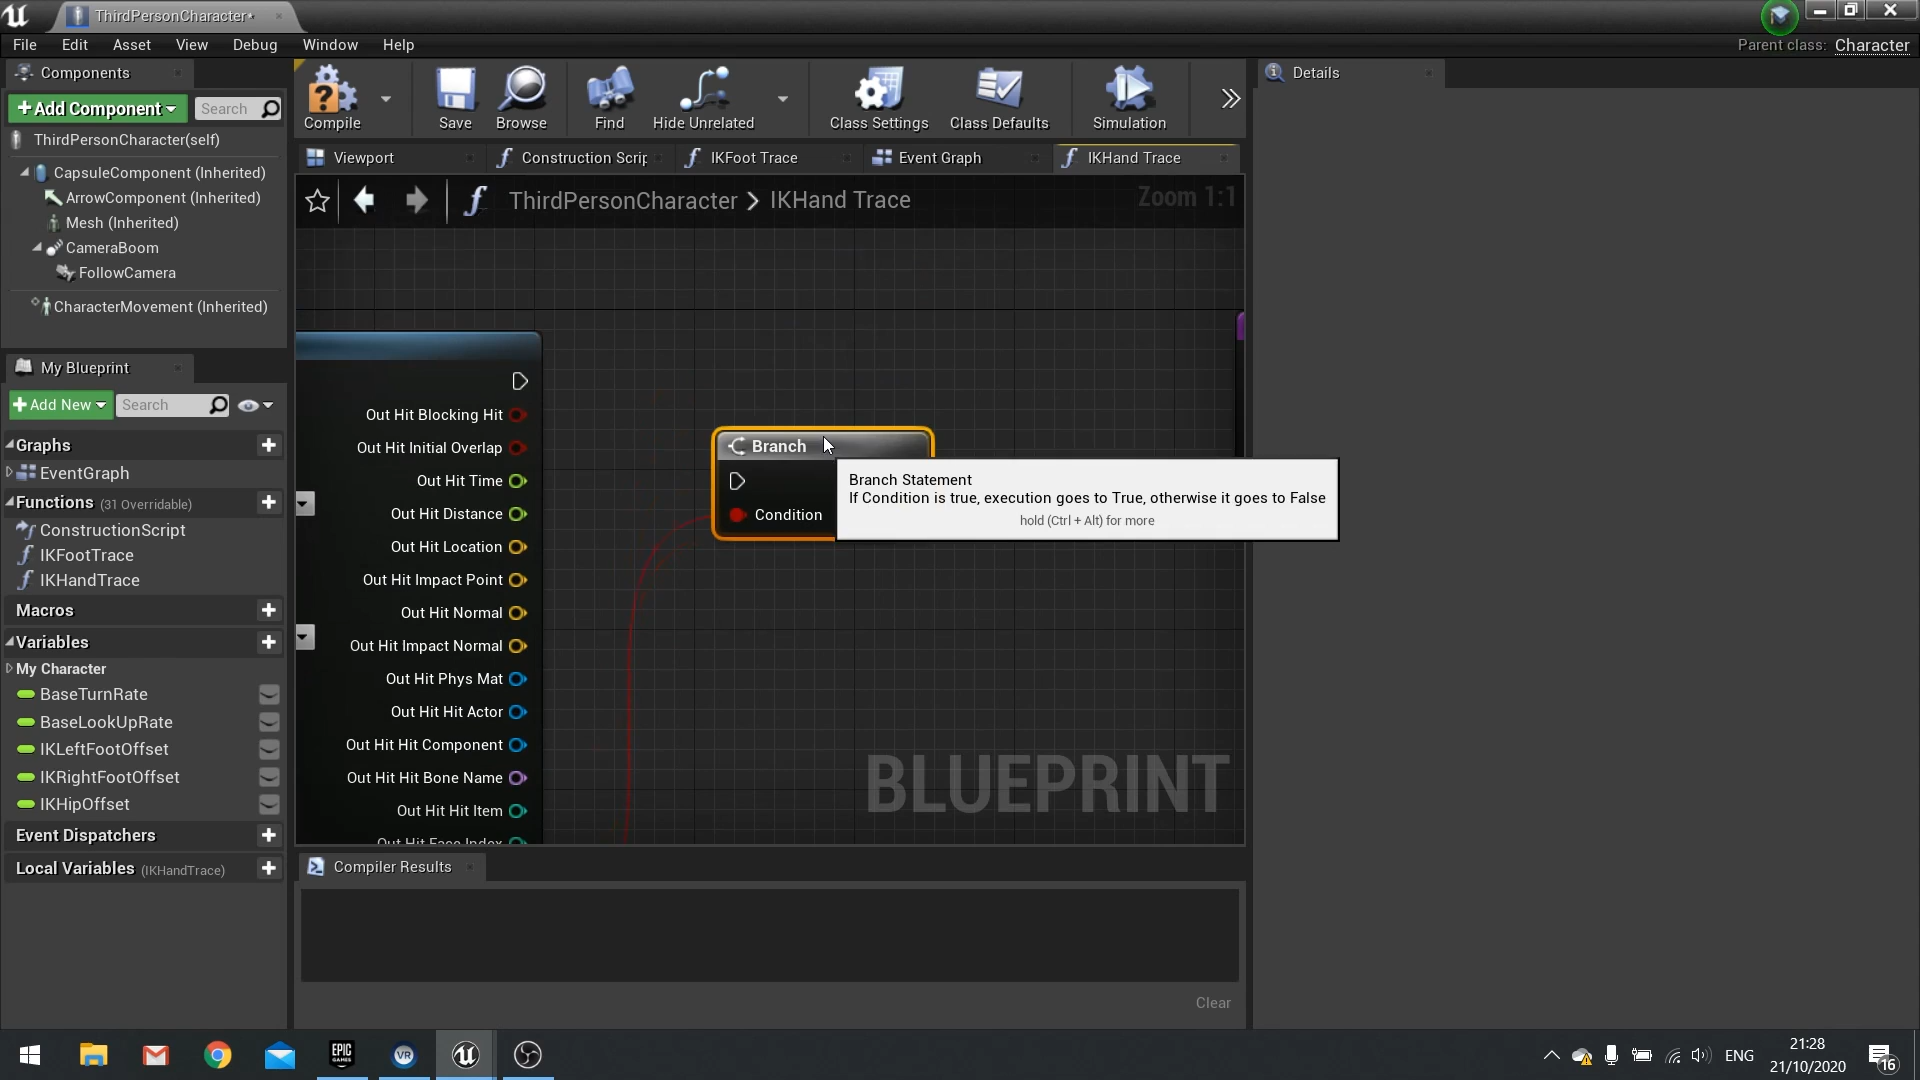 ThirdPersonCharacter*
File Edit Asset View Debug Window Help
Parent class: Character
Components
Add Component
Search
ThirdPersonCharacter(self)
CapsuleComponent (Inherited)
ArrowComponent (Inherited)
Mesh (Inherited)
CameraBoom
FollowCamera
CharacterMovement (Inherited)
My Blueprint
Add New
Search
Graphs
EventGraph
Functions (31 Overridable)
ConstructionScript
IKFootTrace
IKHandTrace
Macros
Variables
My Character
BaseTurnRate
BaseLookUpRate
IKLeftFootOffset
IKRightFootOffset
IKHipOffset
Event Dispatchers
Local Variables (IKHandTrace)
Compile
Save
Browse
Find
Hide Unrelated
Class Settings
Class Defaults
Simulation
Viewport
Construction Scrip
IKFoot Trace
Event Graph
IKHand Trace
ThirdPersonCharacter > IKHand Trace
Zoom 1:1
Out Hit Blocking Hit
Out Hit Initial Overlap
Out Hit Time
Out Hit Distance
Out Hit Location
Out Hit Impact Point
Out Hit Normal
Out Hit Impact Normal
Out Hit Phys Mat
Out Hit Hit Actor
Out Hit Hit Component
Out Hit Hit Bone Name
Out Hit Hit Item
Out Hit Face Index
Branch
Condition
Branch Statement
If Condition is true, execution goes to True, otherwise it goes to False
hold (Ctrl + Alt) for more
BLUEPRINT
Compiler Results
Clear
Details
EPIC
GAMES
VR
ENG
21:28
21/10/2020
16